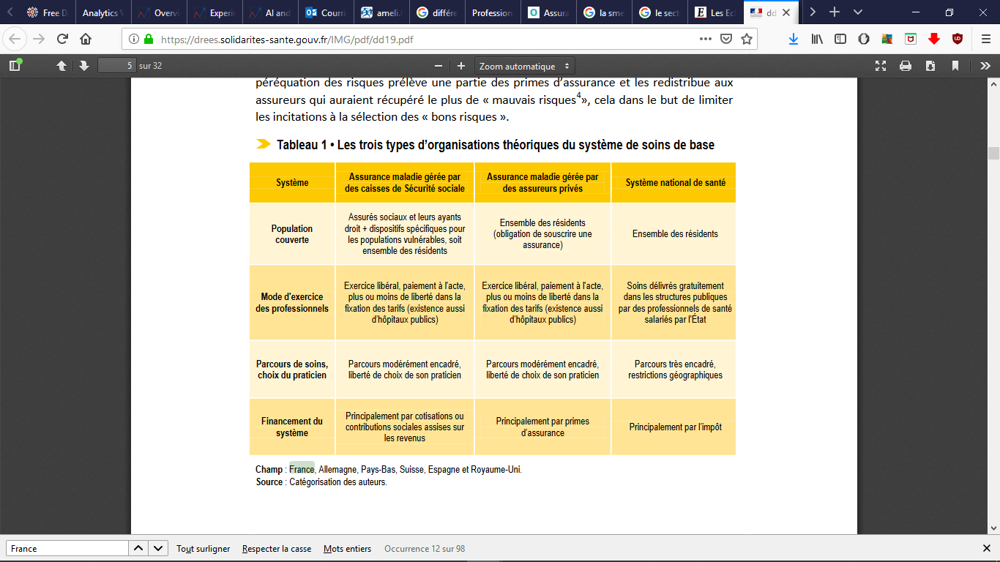 Free D
Analytics V
Overvi
Experin
AI and
Courri
ameli.f
différe
Profession
Assura
la sme
le sect
Les Ecl
dd
https://drees.solidarites-sante.gouv.fr/IMG/pdf/dd19.pdf
5 sur 32
Zoom automatique
péréquation des risques prélève une partie des primes d'assurance et les redistribue aux
assureurs qui auraient récupéré le plus de « mauvais risques4», cela dans le but de limiter
les incitations à la sélection des « bons risques ».
Tableau 1 • Les trois types d'organisations théoriques du système de soins de base
Système
Assurance maladie gérée par
des caisses de Sécurité sociale
Assurance maladie gérée par
des assureurs privés
Système national de santé
Population
couverte
Assurés sociaux et leurs ayants
droit + dispositifs spécifiques pour
les populations vulnérables, soit
ensemble des résidents
Ensemble des résidents
(obligation de souscrire une
assurance)
Ensemble des résidents
Mode d'exercice
des professionnels
Exercice libéral, paiement à l'acte,
plus ou moins de liberté dans la
fixation des tarifs (existence aussi
d'hôpitaux publics)
Exercice libéral, paiement à l'acte,
plus ou moins de liberté dans la
fixation des tarifs (existence aussi
d'hôpitaux publics)
Soins délivrés gratuitement
dans les structures publiques
par des professionnels de santé
salariés par l'État
Parcours de soins,
choix du praticien
Parcours modérément encadré,
liberté de choix de son praticien
Parcours modérément encadré,
liberté de choix de son praticien
Parcours très encadré,
restrictions géographiques
Financement du
système
Principalement par cotisations ou
contributions sociales assises sur
les revenus
Principalement par primes
d'assurance
Principalement par l'impôt
Champ : France, Allemagne, Pays-Bas, Suisse, Espagne et Royaume-Uni.
Source : Catégorisation des auteurs.
France
Tout surligner
Respecter la casse
Mots entiers
Occurrence 12 sur 98